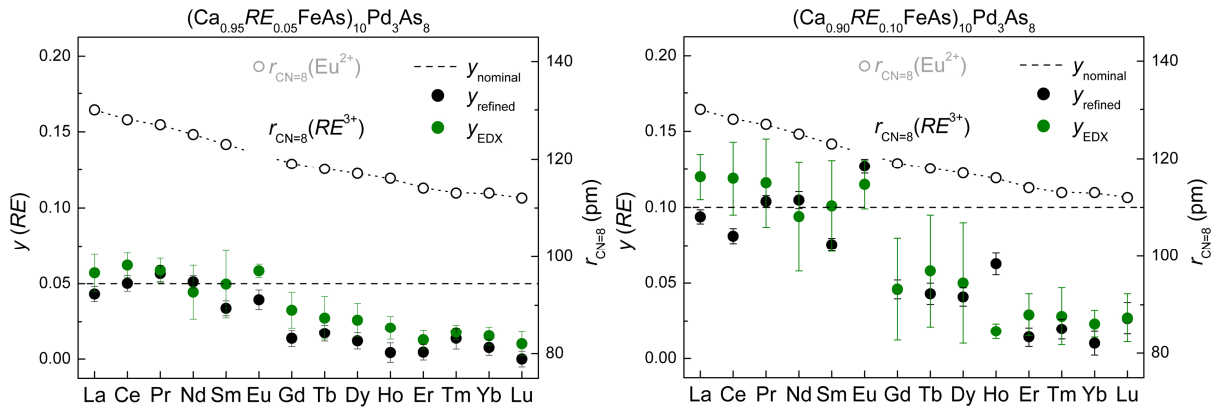 (Ca0.95RE0.05FeAs)10Pd3As8
0.20
0.15
0.10
0.05
0.00
y (RE)
140
120
100
80
rCN=8 (pm)
rCN=8(Eu2+)
rCN=8(RE3+)
ynominal
yrefined
yEDX
La Ce Pr Nd Sm Eu Gd Tb Dy Ho Er Tm Yb Lu
(Ca0.90RE0.10FeAs)10Pd3As8
0.20
0.15
0.10
0.05
0.00
y (RE)
140
120
100
80
rCN=8 (pm)
rCN=8(Eu2+)
rCN=8(RE3+)
ynominal
yrefined
yEDX
La Ce Pr Nd Sm Eu Gd Tb Dy Ho Er Tm Yb Lu